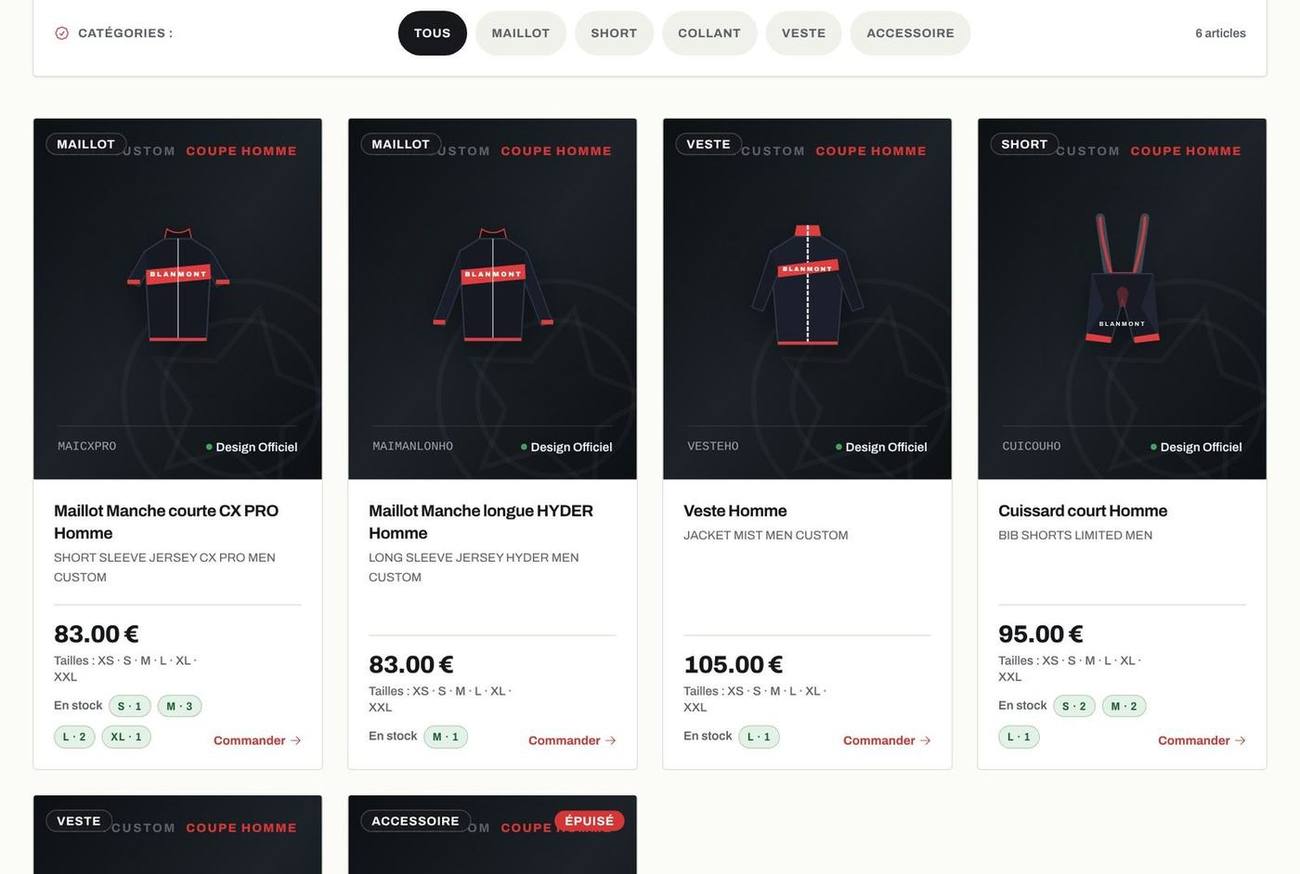 CATÉGORIES :
TOUS
MAILLOT
SHORT
COLLANT
VESTE
ACCESSOIRE
6 articles
MAILLOT
USTOM COUPE HOMME
BLANMONT
MAICXPRO
Design Officiel
Maillot Manche courte CX PRO
Homme
SHORT SLEEVE JERSEY CX PRO MEN
CUSTOM
83.00 €
Tailles : XS · S · M · L · XL ·
XXL
En stock S · 1 M · 3
L · 2 XL · 1
Commander →
MAILLOT
USTOM COUPE HOMME
BLANMONT
MAIMANLONHO
Design Officiel
Maillot Manche longue HYDER
Homme
LONG SLEEVE JERSEY HYDER MEN
CUSTOM
83.00 €
Tailles : XS · S · M · L · XL ·
XXL
En stock M · 1
Commander →
VESTE
CUSTOM COUPE HOMME
BLANMONT
VESTEHO
Design Officiel
Veste Homme
JACKET MIST MEN CUSTOM
105.00 €
Tailles : XS · S · M · L · XL ·
XXL
En stock L · 1
Commander →
SHORT
CUSTOM COUPE HOMME
BLANMONT
CUICOUHO
Design Officiel
Cuissard court Homme
BIB SHORTS LIMITED MEN
95.00 €
Tailles : XS · S · M · L · XL ·
XXL
En stock S · 2 M · 2
L · 1
Commander →
VESTE
CUSTOM COUPE HOMME
ACCESSOIRE
OM COUPE
ÉPUISÉ